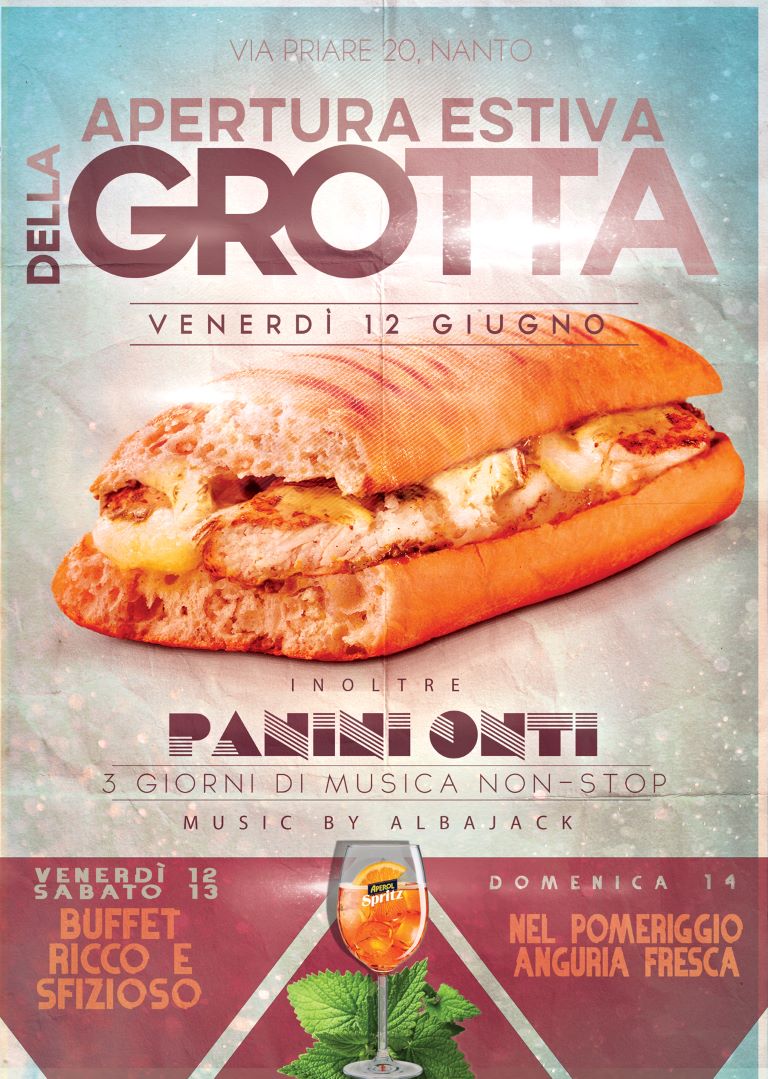 VIA PRIARE 20, NANTO
APERTURA ESTIVA
DELLA
GROTTA
VENERDÌ 12 GIUGNO
INOLTRE
PANINI ONTI
3 GIORNI DI MUSICA NON-STOP
MUSIC BY ALBAJACK
VENERDÌ 12
SABATO 13
BUFFET
RICCO E
SFIZIOSO
APEROL
Spritz
DOMENICA 14
NEL POMERIGGIO
ANGURIA FRESCA